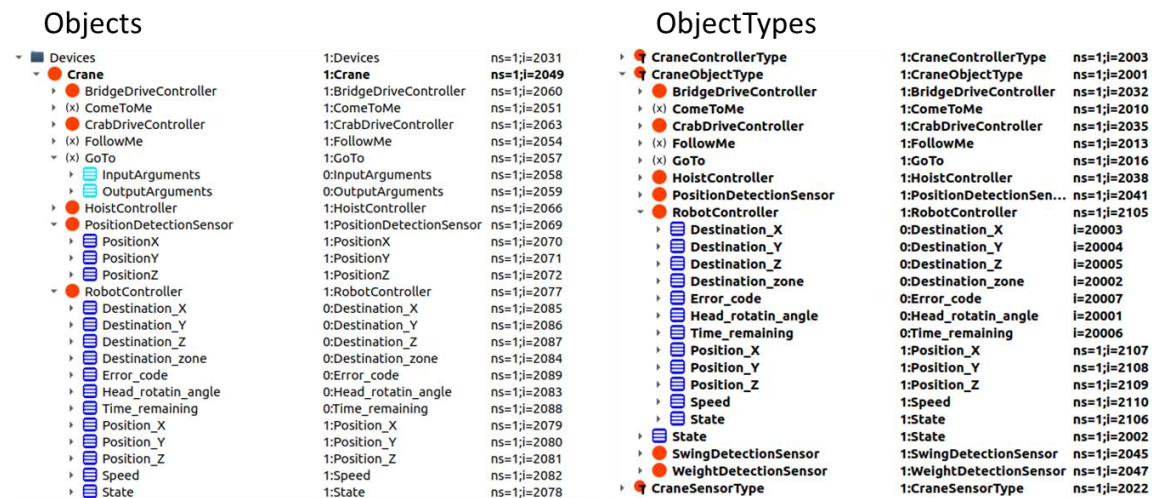 Objects
Devices 1:Devices ns=1;i=2031
Crane 1:Crane ns=1;i=2049
BridgeDriveController 1:BridgeDriveController ns=1;i=2060
(x) ComeToMe 1:ComeToMe ns=1;i=2051
CrabDriveController 1:CrabDriveController ns=1;i=2063
(x) FollowMe 1:FollowMe ns=1;i=2054
(x) GoTo 1:GoTo ns=1;i=2057
InputArguments 0:InputArguments ns=1;i=2058
OutputArguments 0:OutputArguments ns=1;i=2059
HoistController 1:HoistController ns=1;i=2066
PositionDetectionSensor 1:PositionDetectionSensor ns=1;i=2069
PositionX 1:PositionX ns=1;i=2070
PositionY 1:PositionY ns=1;i=2071
PositionZ 1:PositionZ ns=1;i=2072
RobotController 1:RobotController ns=1;i=2077
Destination_X 0:Destination_X ns=1;i=2085
Destination_Y 0:Destination_Y ns=1;i=2086
Destination_Z 0:Destination_Z ns=1;i=2087
Destination_zone 0:Destination_zone ns=1;i=2084
Error_code 0:Error_code ns=1;i=2089
Head_rotatin_angle 0:Head_rotatin_angle ns=1;i=2083
Time_remaining 0:Time_remaining ns=1;i=2088
Position_X 1:Position_X ns=1;i=2079
Position_Y 1:Position_Y ns=1;i=2080
Position_Z 1:Position_Z ns=1;i=2081
Speed 1:Speed ns=1;i=2082
State 1:State ns=1;i=2078
ObjectTypes
CraneControllerType 1:CraneControllerType ns=1;i=2003
CraneObjectType 1:CraneObjectType ns=1;i=2001
BridgeDriveController 1:BridgeDriveController ns=1;i=2032
(x) ComeToMe 1:ComeToMe ns=1;i=2010
CrabDriveController 1:CrabDriveController ns=1;i=2035
(x) FollowMe 1:FollowMe ns=1;i=2013
(x) GoTo 1:GoTo ns=1;i=2016
HoistController 1:HoistController ns=1;i=2038
PositionDetectionSensor 1:PositionDetectionSen... ns=1;i=2041
RobotController 1:RobotController ns=1;i=2105
Destination_X 0:Destination_X i=20003
Destination_Y 0:Destination_Y i=20004
Destination_Z 0:Destination_Z i=20005
Destination_zone 0:Destination_zone i=20002
Error_code 0:Error_code i=20007
Head_rotatin_angle 0:Head_rotatin_angle i=20001
Time_remaining 0:Time_remaining i=20006
Position_X 1:Position_X ns=1;i=2107
Position_Y 1:Position_Y ns=1;i=2108
Position_Z 1:Position_Z ns=1;i=2109
Speed 1:Speed ns=1;i=2110
State 1:State ns=1;i=2106
State 1:State ns=1;i=2002
SwingDetectionSensor 1:SwingDetectionSensor ns=1;i=2045
WeightDetectionSensor 1:WeightDetectionSensor ns=1;i=2047
CraneSensorType 1:CraneSensorType ns=1;i=2022